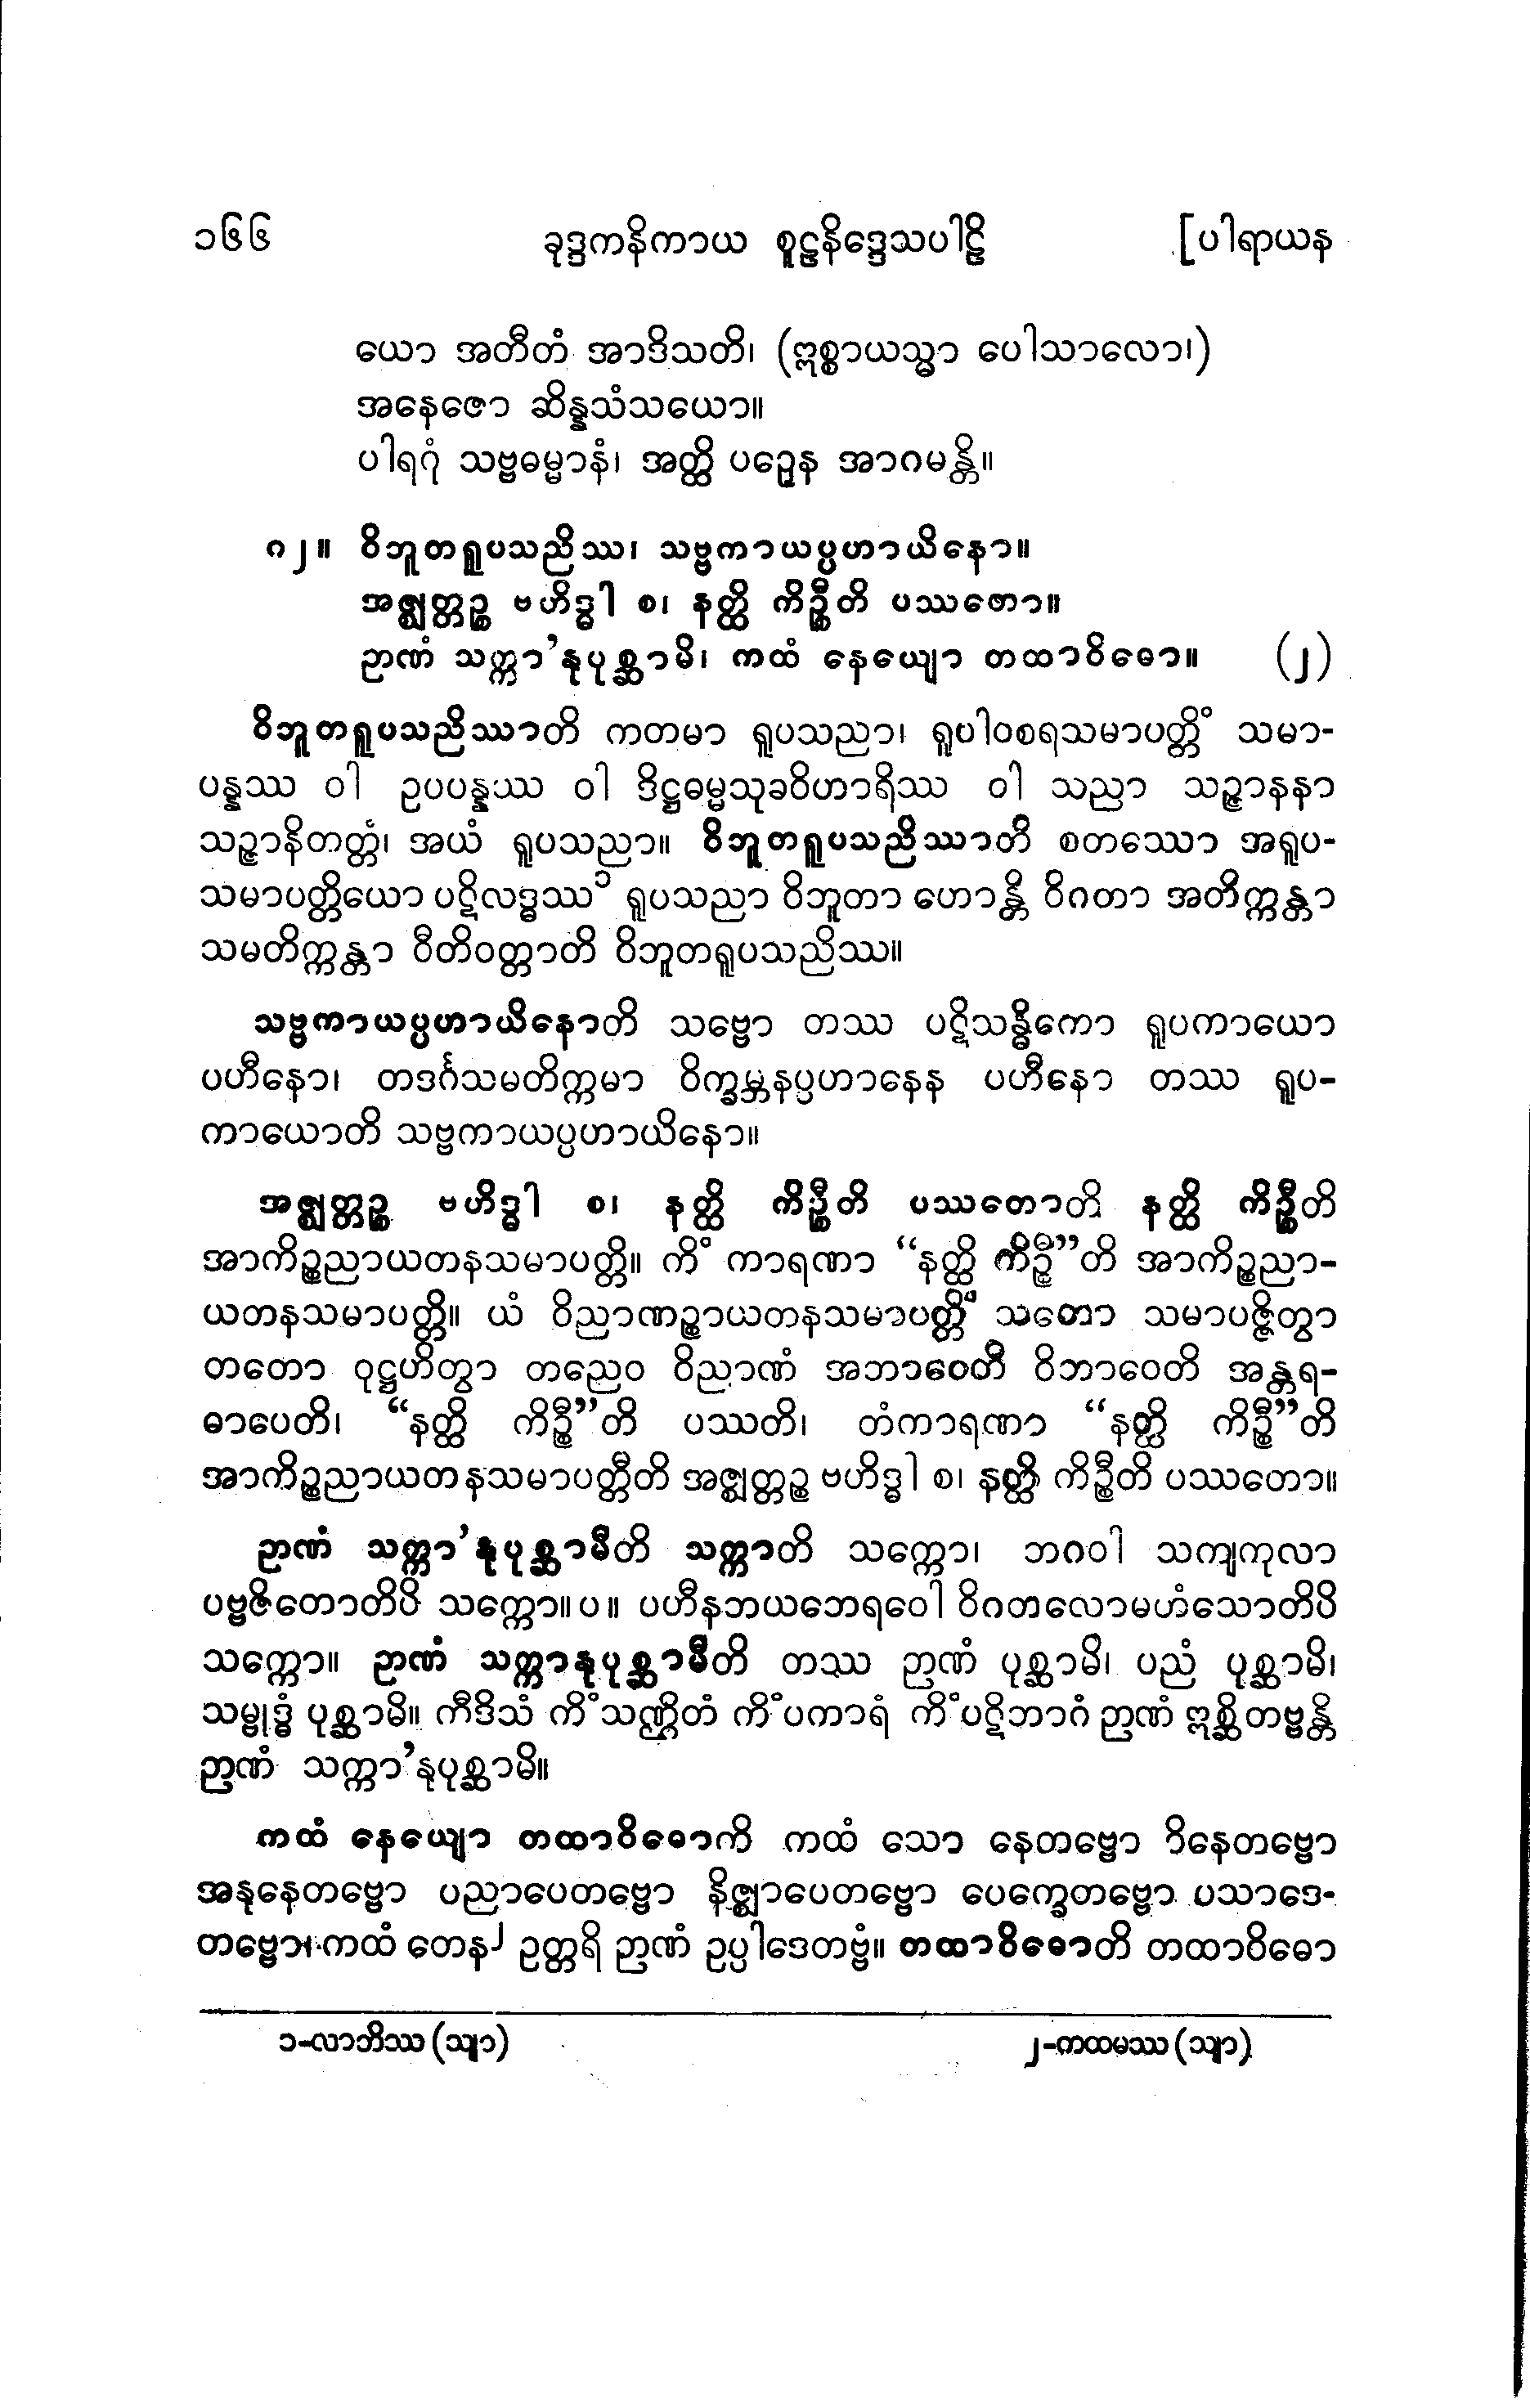 ၁၆၆ ခုဒ္ဒကနိကာယ စူဠနိဒ္ဒေသပါဠိ [ပါရာယန
ယော အတီတံ အာဒိသတိ၊ (ဣစ္စာယသ္မာ ပေါသာလော၊)
အနေဇော ဆိန္နသံသယော။
ပါရဂုံ သဗ္ဗဓမ္မာနံ၊ အတ္ထိ ပဉှေန အာဂမန္တိ။
၈၂။ ဝိဘူတရူပသညိဿ၊ သဗ္ဗကာယပ္ပဟာယိနော။
အဇ္ဈတ္တဉ္စ ဗဟိဒ္ဓါ စ၊ နတ္ထိ ကိဉ္စီတိ ပဿတော။
ဉာဏံ သက္ကာ’နုပုစ္ဆာမိ၊ ကထံ နေယျော တထာဝိဓော။ (၂)
ဝိဘူတရူပသညိဿာတိ ကတမာ ရူပသညာ၊ ရူပါဝစရသမာပတ္တိံ သမာ-
ပန္နဿ ဝါ ဥပပန္နဿ ဝါ ဒိဋ္ဌဓမ္မသုခဝိဟာရိဿ ဝါ သညာ သဉ္ဇာနနာ
သဉ္ဇာနိတတ္တံ၊ အယံ ရူပသညာ။ ဝိဘူတရူပသညိဿာတိ စတဿော အရူပ-
သမာပတ္တိယော ပဋိလဒ္ဓဿ၁ ရူပသညာ ဝိဘူတာ ဟောန္တိ ဝိဂတာ အတိက္ကန္တာ
သမတိက္ကန္တာ ဝီတိဝတ္တာတိ ဝိဘူတရူပသညိဿ။
သဗ္ဗကာယပ္ပဟာယိနောတိ သဗ္ဗော တဿ ပဋိသန္ဓိကော ရူပကာယော
ပဟီနော၊ တဒင်္ဂသမတိက္ကမာ ဝိက္ခမ္ဘနပ္ပဟာနေန ပဟီနော တဿ ရူပ-
ကာယောတိ သဗ္ဗကာယပ္ပဟာယိနော။
အဇ္ဈတ္တဉ္စ ဗဟိဒ္ဓါ စ၊ နတ္ထိ ကိဉ္စီတိ ပဿတောတိ နတ္ထိ ကိဉ္စီတိ
အာကိဉ္စညာယတနသမာပတ္တိ။ ကိံ ကာရဏာ “နတ္ထိ ကိဉ္စီ”တိ အာကိဉ္စညာ-
ယတနသမာပတ္တိ။ ယံ ဝိညာဏဉ္စာယတနသမာပတ္တိံ သတော သမာပဇ္ဇိတွာ
တတော ဝုဋ္ဌဟိတွာ တညေဝ ဝိညာဏံ အဘာဝေတိ ဝိဘာဝေတိ အန္တရ-
ဓာပေတိ၊ “နတ္ထိ ကိဉ္စီ”တိ ပဿတိ၊ တံကာရဏာ “နတ္ထိ ကိဉ္စီ”တိ
အာကိဉ္စညာယတနသမာပတ္တီတိ အဇ္ဈတ္တဉ္စ ဗဟိဒ္ဓါ စ၊ နတ္ထိ ကိဉ္စီတိ ပဿတော။
ဉာဏံ သက္ကာ’နုပုစ္ဆာမီတိ သက္ကာတိ သက္ကော၊ ဘဂဝါ သကျကုလာ
ပဗ္ဗဇိတောတိပိ သက္ကော။ပ။ ပဟီနဘယဘေရဝေါ ဝိဂတလောမဟံသောတိပိ
သက္ကော။ ဉာဏံ သက္ကာနုပုစ္ဆာမီတိ တဿ ဉာဏံ ပုစ္ဆာမိ၊ ပညံ ပုစ္ဆာမိ၊
သမ္ဗုဒ္ဓံ ပုစ္ဆာမိ။ ကီဒိသံ ကိံသဏ္ဌိတံ ကိံပကာရံ ကိံပဋိဘာဂံ ဉာဏံ ဣစ္ဆိတဗ္ဗန္တိ
ဉာဏံ သက္ကာ’နုပုစ္ဆာမိ။
ကထံ နေယျော တထာဝိဓောတိ ကထံ သော နေတဗ္ဗော ဝိနေတဗ္ဗော
အနုနေတဗ္ဗော ပညာပေတဗ္ဗော နိဇ္ဈာပေတဗ္ဗော ပေက္ခေတဗ္ဗော ပသာဒေ-
တဗ္ဗော၊ ကထံ တေန၂ ဥတ္တရိ ဉာဏံ ဥပ္ပါဒေတဗ္ဗံ။ တထာဝိဓောတိ တထာဝိဓော
၁-လာဘိဿ (သျာ) ၂-ကထမဿ (သျာ)